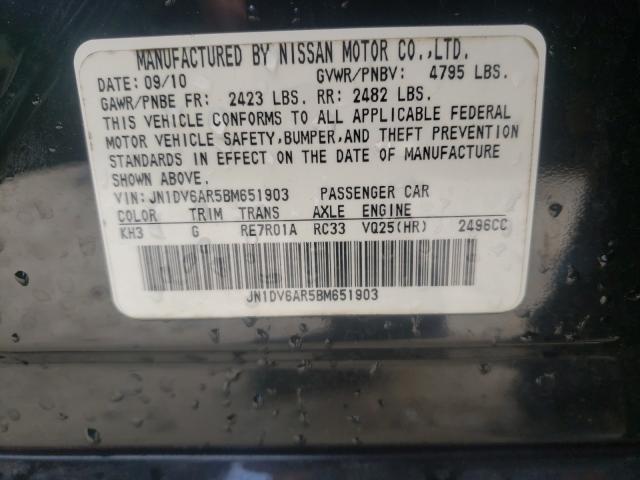 MANUFACTURED BY NISSAN MOTOR CO.,LTD.
DATE: 09/10 GVWR/PNBV: 4795 LBS.
GAWR/PNBE FR: 2423 LBS. RR: 2482 LBS.
THIS VEHICLE CONFORMS TO ALL APPLICABLE FEDERAL
MOTOR VEHICLE SAFETY, BUMPER, AND THEFT PREVENTION
STANDARDS IN EFFECT ON THE DATE OF MANUFACTURE
SHOWN ABOVE.
VIN: JN1DV6AR5BM651903 PASSENGER CAR
COLOR TRIM TRANS AXLE ENGINE
KH3 G RE7R01A RC33 VQ25(HR) 2496CC
JN1DV6AR5BM651903